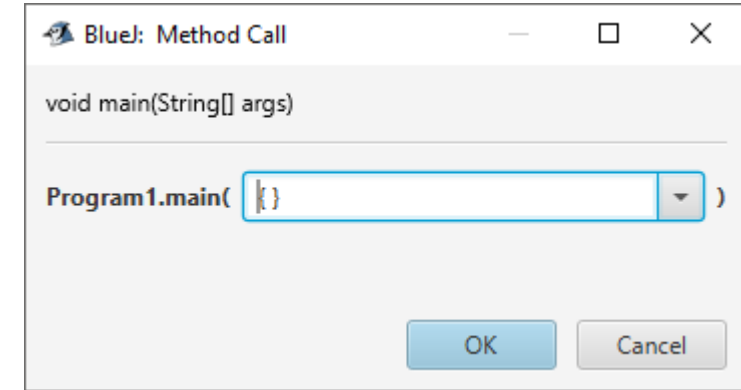 BlueJ: Method Call
void main(String[] args)
Program1.main( { } )
OK Cancel